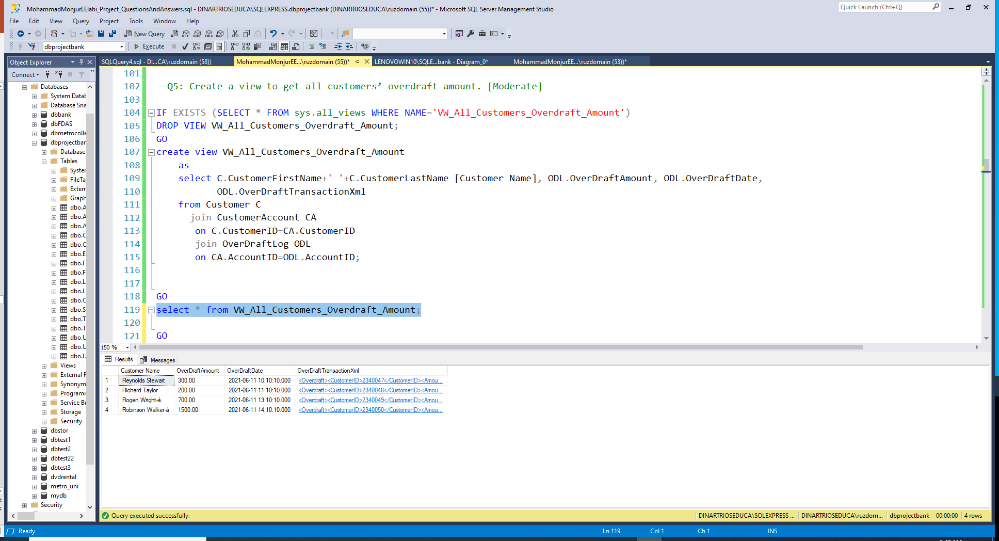 MohammadMonjurEElahi_Project_QuestionsAndAnswers.sql - DINARTRIOSEDUCA\SQLEXPRESS.dbprojectbank (DINARTRIOSEDUCA\ruzdomain (55))* - Microsoft SQL Server Management Studio
Quick Launch (Ctrl+Q)
File Edit View Query Project Tools Window Help
New Query
MDX DMX XMLA DAX
dbprojectbank
Execute
Object Explorer
SQLQuery4.sql - DI...CA\ruzdomain (58))
MohammadMonjurEE...\ruzdomain (55))*
LENOVOWIN10\SQLE...bank - Diagram_0*
MohammadMonjurEE...\ruzdomain (53))*
Connect
Databases
System Datal
Database Sna
dbbank
dbFDAS
dbmetrocolle
dbprojectbar
Database
Tables
System
FileTa
Extern
Graph
dbo.A
dbo.A
dbo.A
dbo.C
dbo.C
dbo.E
dbo.F
dbo.F
dbo.L
dbo.L
dbo.C
dbo.S
dbo.T
dbo.T
dbo.U
dbo.U
dbo.U
Views
External F
Synonym
Programr
Service Br
Storage
Security
dbstor
dbtest1
dbtest2
dbtest22
dbtest3
dvdrental
metro_uni
mydb
Security
101
102 --Q5: Create a view to get all customers’ overdraft amount. [Moderate]
103
104 IF EXISTS (SELECT * FROM sys.all_views WHERE NAME='VW_All_Customers_Overdraft_Amount')
105 DROP VIEW VW_All_Customers_Overdraft_Amount;
106 GO
107 create view VW_All_Customers_Overdraft_Amount
108 as
109 select C.CustomerFirstName+' '+C.CustomerLastName [Customer Name], ODL.OverDraftAmount, ODL.OverDraftDate,
110 ODL.OverDraftTransactionXml
111 from Customer C
112 join CustomerAccount CA
113 on C.CustomerID=CA.CustomerID
114 join OverDraftLog ODL
115 on CA.AccountID=ODL.AccountID;
116
117
118 GO
119 select * from VW_All_Customers_Overdraft_Amount;
120
121 GO
150 %
Results Messages
Customer Name OverDraftAmount OverDraftDate OverDraftTransactionXml
1 Reynolds Stewart 300.00 2021-06-11 10:10:10.000 <Overdraft><CustomerID>2340047</CustomerID><Amou...
2 Richard Taylor 200.00 2021-06-11 11:10:10.000 <Overdraft><CustomerID>2340048</CustomerID><Amou...
3 Rogen Wright-á 700.00 2021-06-11 13:10:10.000 <Overdraft><CustomerID>2340049</CustomerID><Amou...
4 Robinson Walker-á 1500.00 2021-06-11 14:10:10.000 <Overdraft><CustomerID>2340050</CustomerID><Amou...
Query executed successfully.
DINARTRIOSEDUCA\SQLEXPRESS ... DINARTRIOSEDUCA\ruzdom... dbprojectbank 00:00:00 4 rows
Ready Ln 119 Col 1 Ch 1 INS